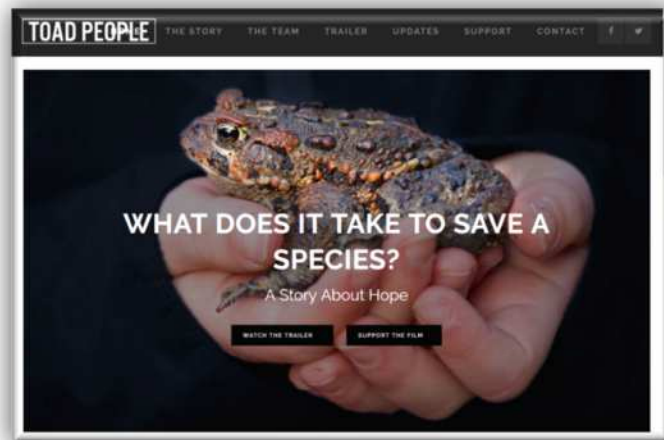 TOAD PEOPLE THE STORY THE TEAM TRAILER UPDATES SUPPORT CONTACT f
WHAT DOES IT TAKE TO SAVE A
SPECIES?
A Story About Hope
WATCH THE TRAILER SUPPORT THE FILM